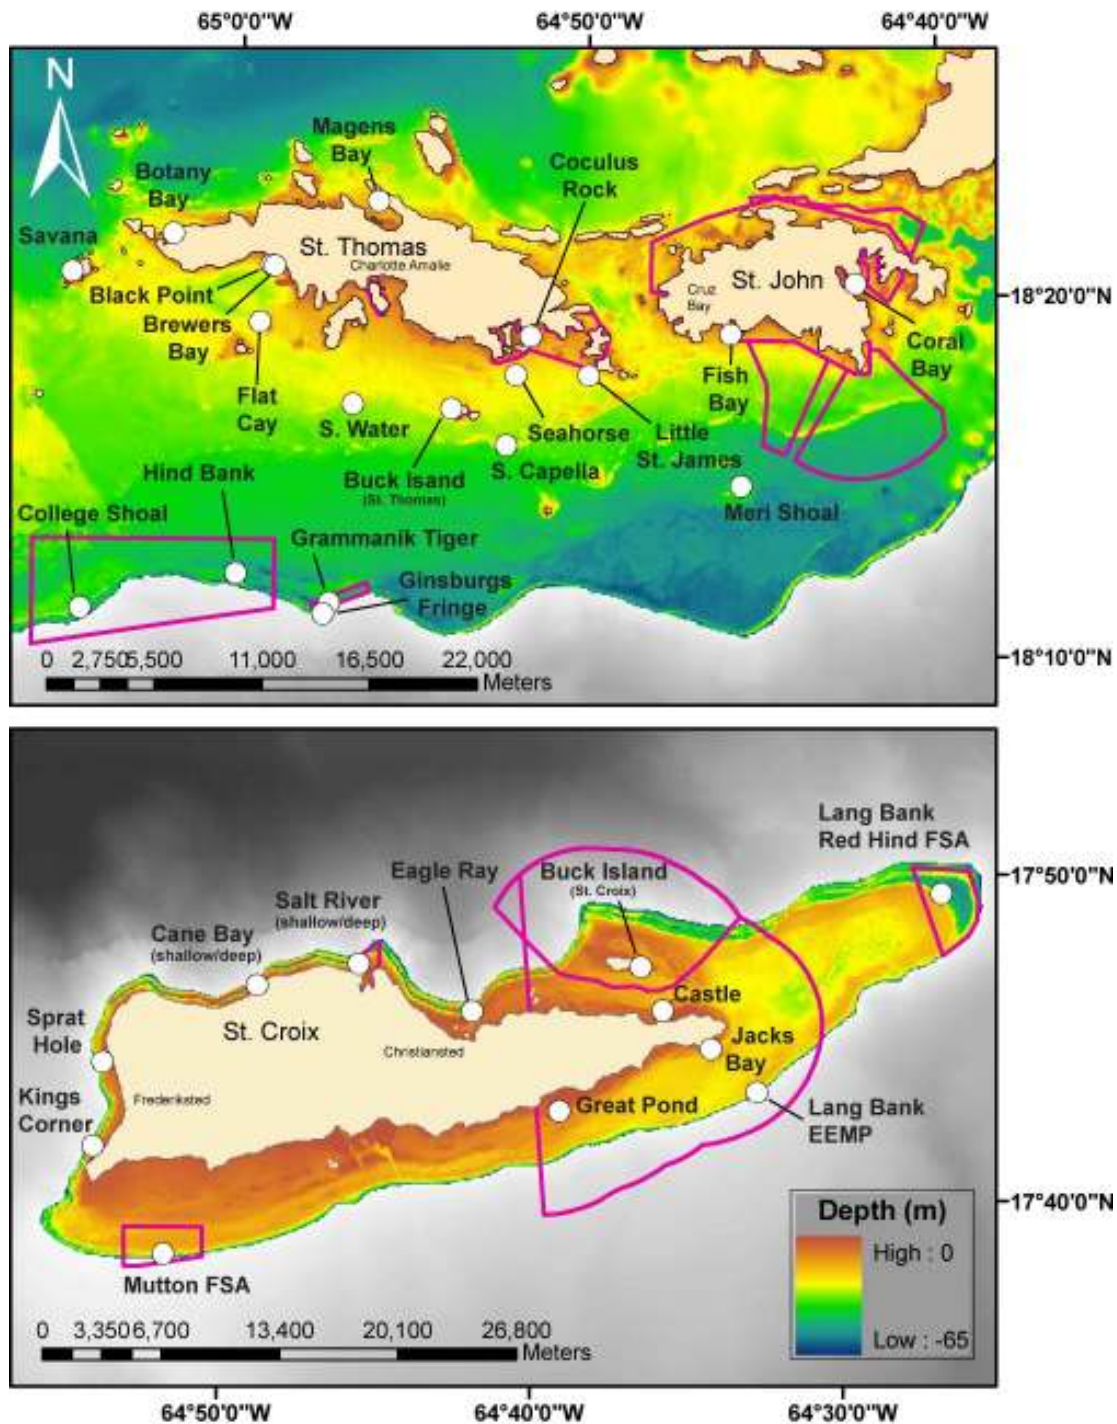 65°0'0"W
64°50'0"W
64°40'0"W
N
Magens
Bay
Coculus
Rock
Botany
Bay
Savana
St. Thomas
Charlotte Amalie
St. John
Cruz
Bay
Black Point
Brewers
Bay
18°20'0"N
Coral
Bay
Fish
Bay
Flat
Cay
S. Water
Seahorse
Little
St. James
S. Capella
Buck Isand
(St. Thomas)
Hind Bank
College Shoal
Meri Shoal
Grammanik Tiger
Ginsburgs
Fringe
18°10'0"N
0 2,750 5,500 11,000 16,500 22,000
Meters
Lang Bank
Red Hind FSA
17°50'0"N
Eagle Ray
Buck Island
(St. Croix)
Salt River
(shallow/deep)
Cane Bay
(shallow/deep)
Castle
Sprat
Hole
St. Croix
Christiansted
Jacks
Bay
Kings
Corner
Frederiksted
Great Pond
Lang Bank
EEMP
17°40'0"N
Depth (m)
High : 0
Low : -65
Mutton FSA
0 3,350 6,700 13,400 20,100 26,800
Meters
64°50'0"W
64°40'0"W
64°30'0"W